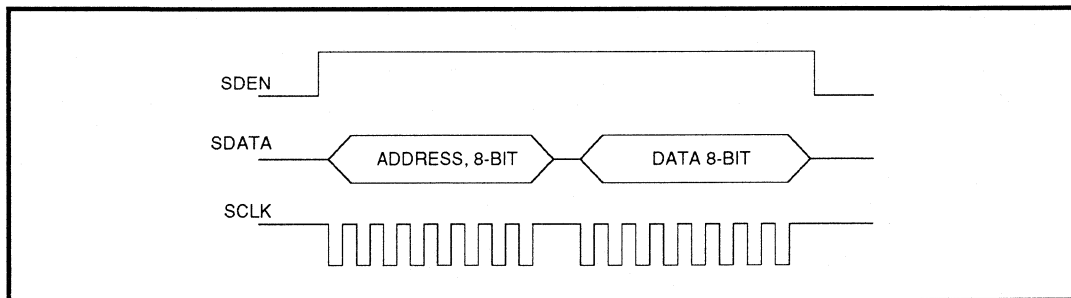 SDEN
SDATA
ADDRESS, 8-BIT
DATA 8-BIT
SCLK